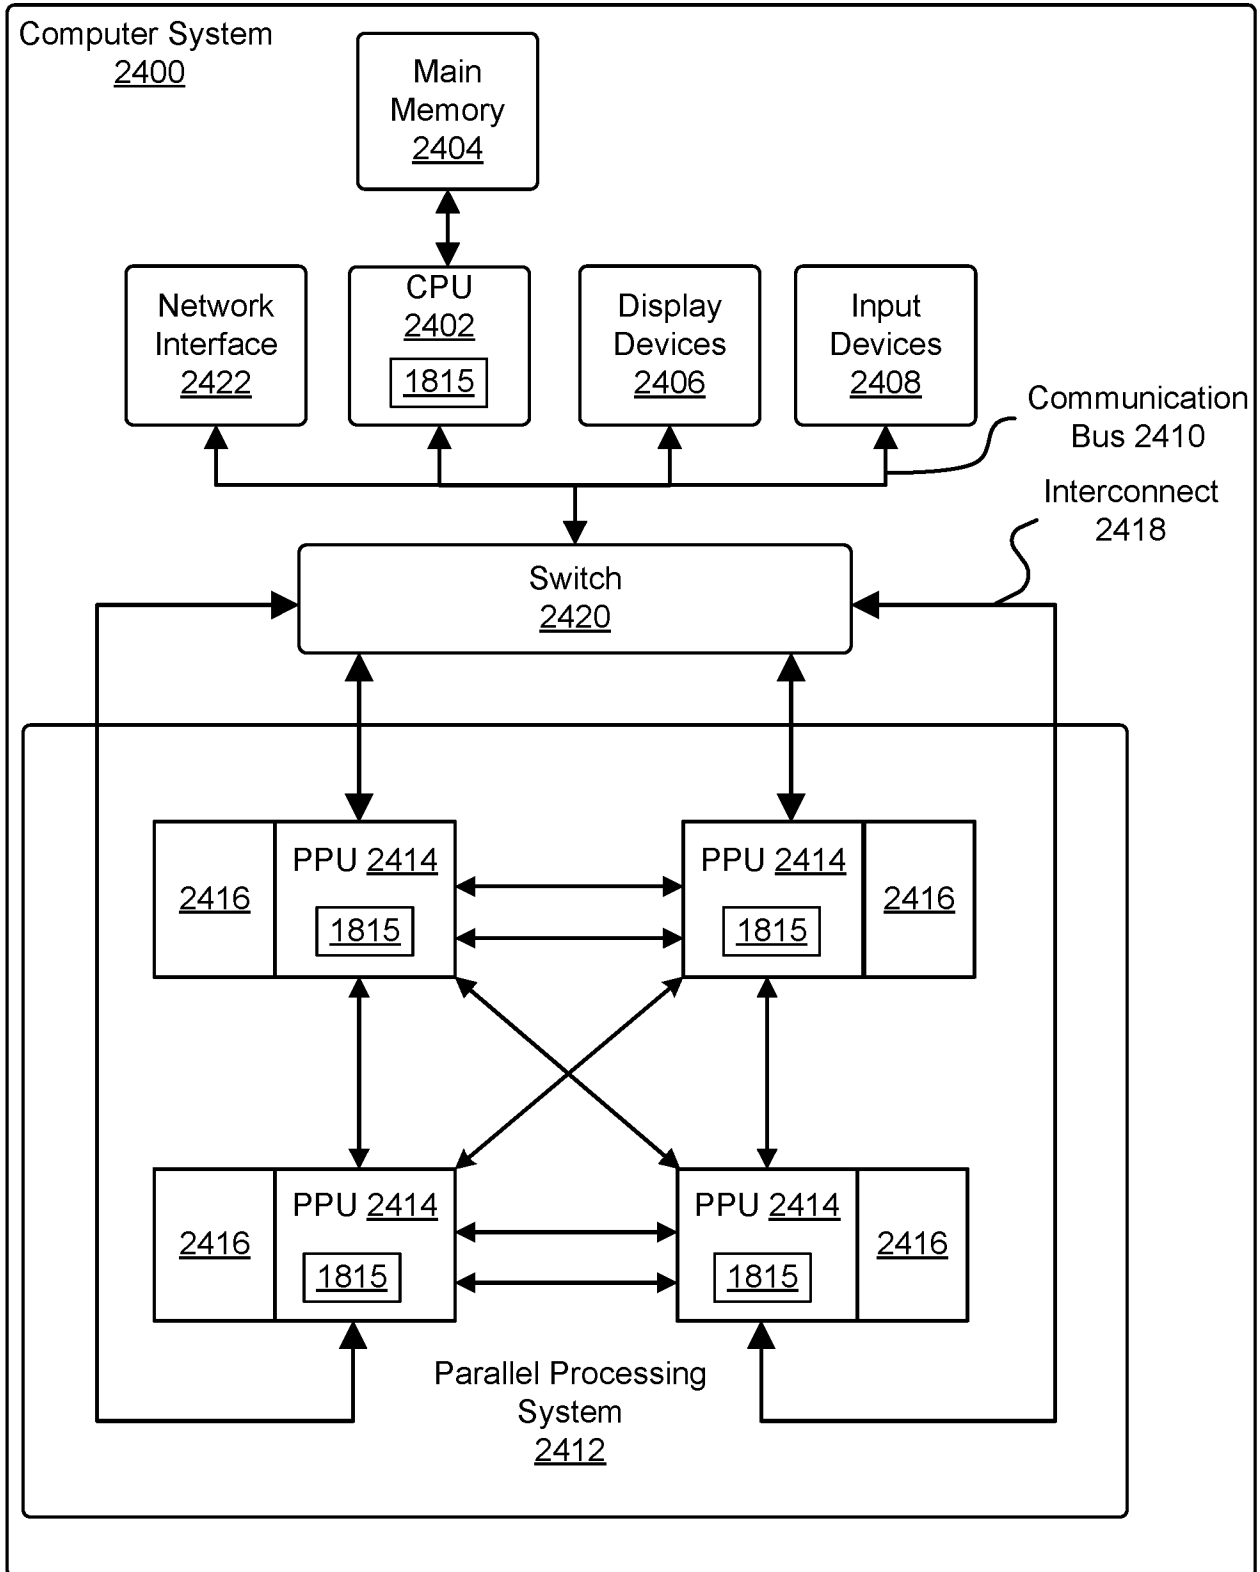 Computer System
2400
Main
Memory
2404
Network
Interface
2422
CPU
2402
1815
Display
Devices
2406
Input
Devices
2408
Communication
Bus 2410
Interconnect
2418
Switch
2420
2416
PPU 2414
1815
PPU 2414
1815
2416
2416
PPU 2414
1815
PPU 2414
1815
2416
Parallel Processing
System
2412